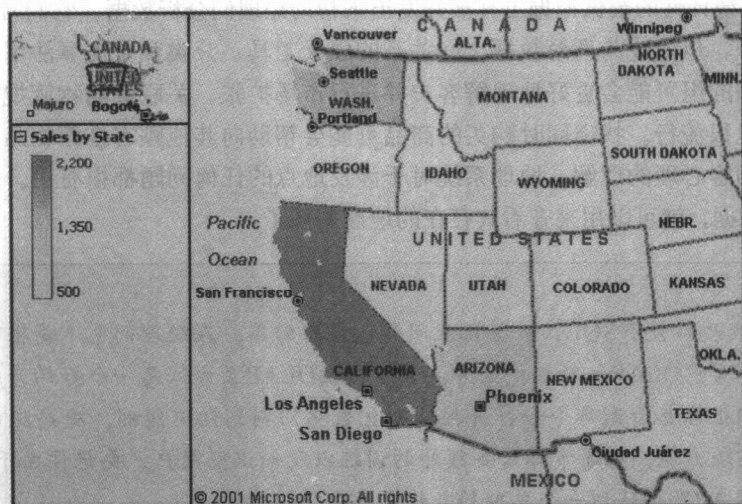 CANADA
UNITED
STATES
Majuro
Bogotá
Sales by State
2,200
1,350
500
CANADA
Vancouver
ALTA.
Winnipeg
Seattle
WASH.
Portland
MONTANA
NORTH
DAKOTA
MINN.
OREGON
IDAHO
WYOMING
SOUTH DAKOTA
NEBR.
Pacific
Ocean
UNITED STATES
San Francisco
NEVADA
UTAH
COLORADO
KANSAS
CALIFORNIA
ARIZONA
NEW MEXICO
OKLA.
Los Angeles
Phoenix
TEXAS
San Diego
Ciudad Juárez
MEXICO
© 2001 Microsoft Corp. All rights